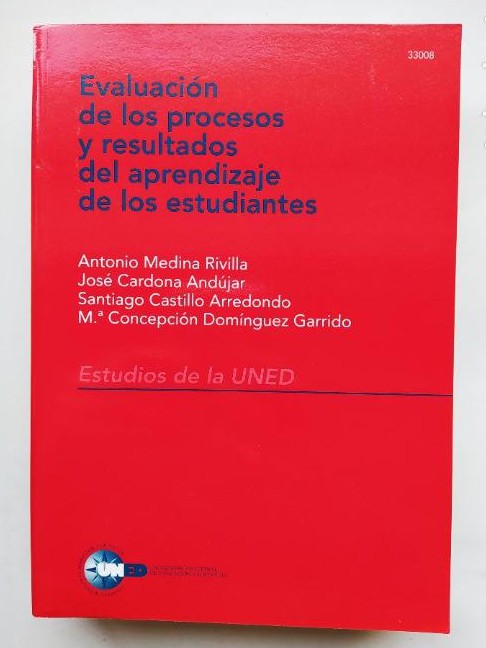 33008
Evaluación
de los procesos
y resultados
del aprendizaje
de los estudiantes
Antonio Medina Rivilla
José Cardona Andújar
Santiago Castillo Arredondo
M.ª Concepción Domínguez Garrido
Estudios de la UNED
UNED